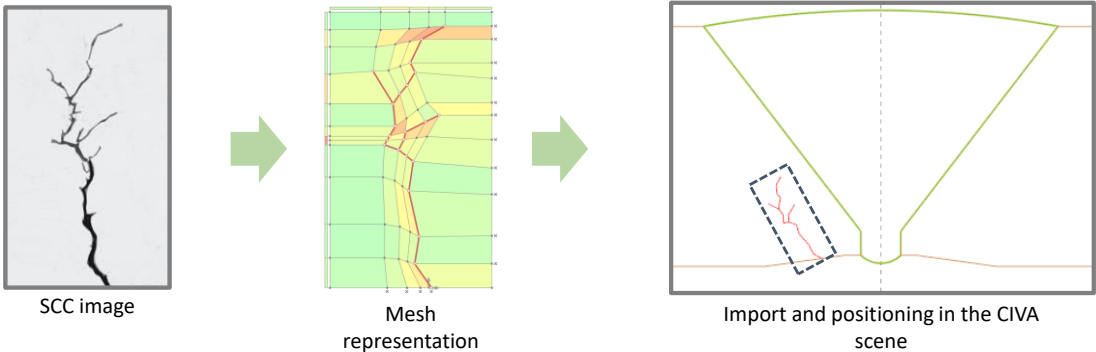 SCC image
Mesh
representation
Import and positioning in the CIVA
scene